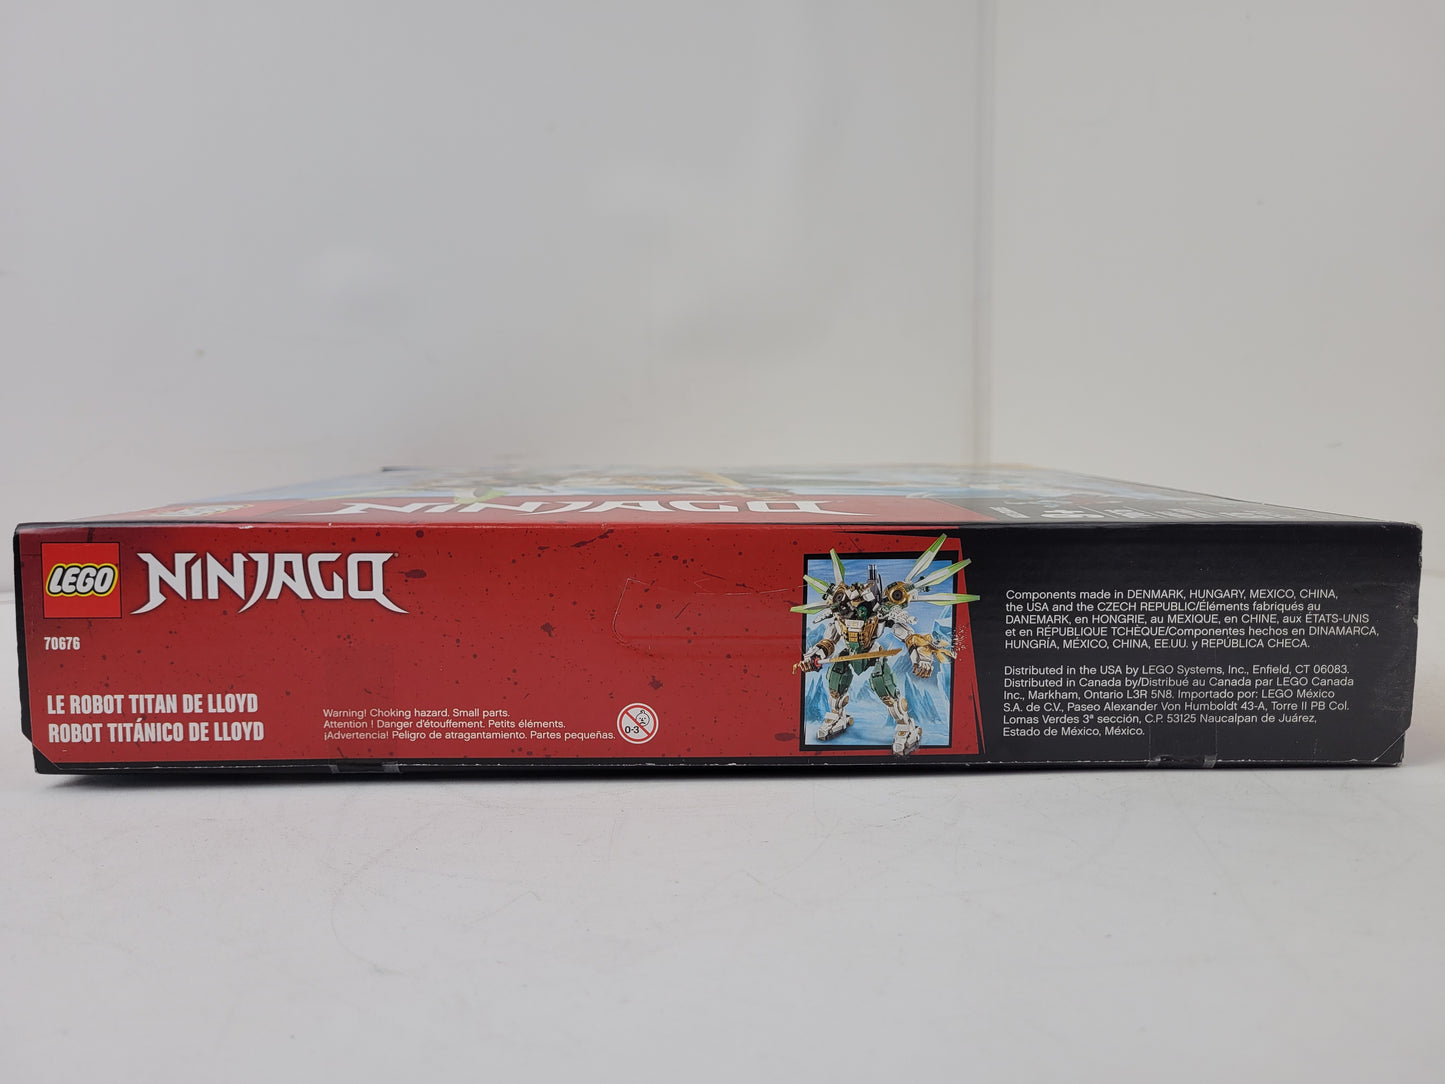 NINJAGO
LEGO
NINJAGO
70676
LE ROBOT TITAN DE LLOYD
ROBOT TITÁNICO DE LLOYD
Warning! Choking hazard. Small parts.
Attention ! Danger d'étouffement. Petits éléments.
¡Advertencia! Peligro de atragantamiento. Partes pequeñas.
0-3
Components made in DENMARK, HUNGARY, MEXICO, CHINA,
the USA and the CZECH REPUBLIC/Éléments fabriqués au
DANEMARK, en HONGRIE, au MEXIQUE, en CHINE, aux ÉTATS-UNIS
et en RÉPUBLIQUE TCHÈQUE/Componentes hechos en DINAMARCA,
HUNGRÍA, MÉXICO, CHINA, EE.UU. y REPÚBLICA CHECA.
Distributed in the USA by LEGO Systems, Inc., Enfield, CT 06083.
Distributed in Canada by/Distribué au Canada par LEGO Canada
Inc., Markham, Ontario L3R 5N8. Importado por: LEGO México
S.A. de C.V., Paseo Alexander Von Humboldt 43-A, Torre II PB Col.
Lomas Verdes 3ª sección, C.P. 53125 Naucalpan de Juárez,
Estado de México, México.